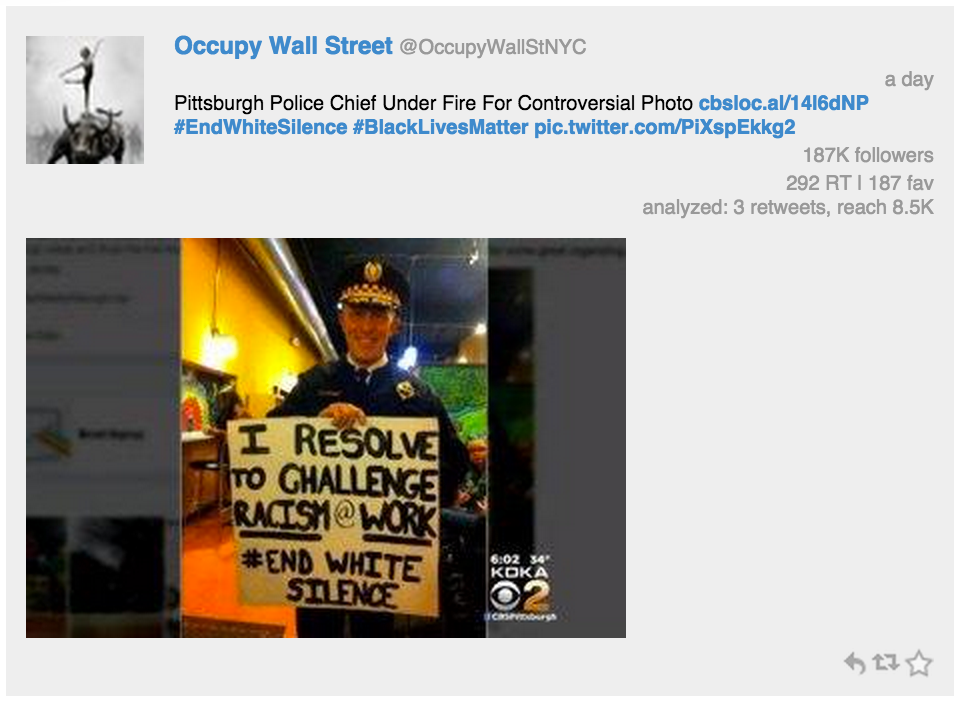 Occupy Wall Street @OccupyWallStNYC
a day
Pittsburgh Police Chief Under Fire For Controversial Photo cbsloc.al/14l6dNP
#EndWhiteSilence #BlackLivesMatter pic.twitter.com/PiXspEkkg2
187K followers
292 RT | 187 fav
analyzed: 3 retweets, reach 8.5K
I RESOLVE
TO CHALLENGE
RACISM @ WORK
#END WHITE
SILENCE
6:02 34°
KDKA
2
CBSPittsburgh